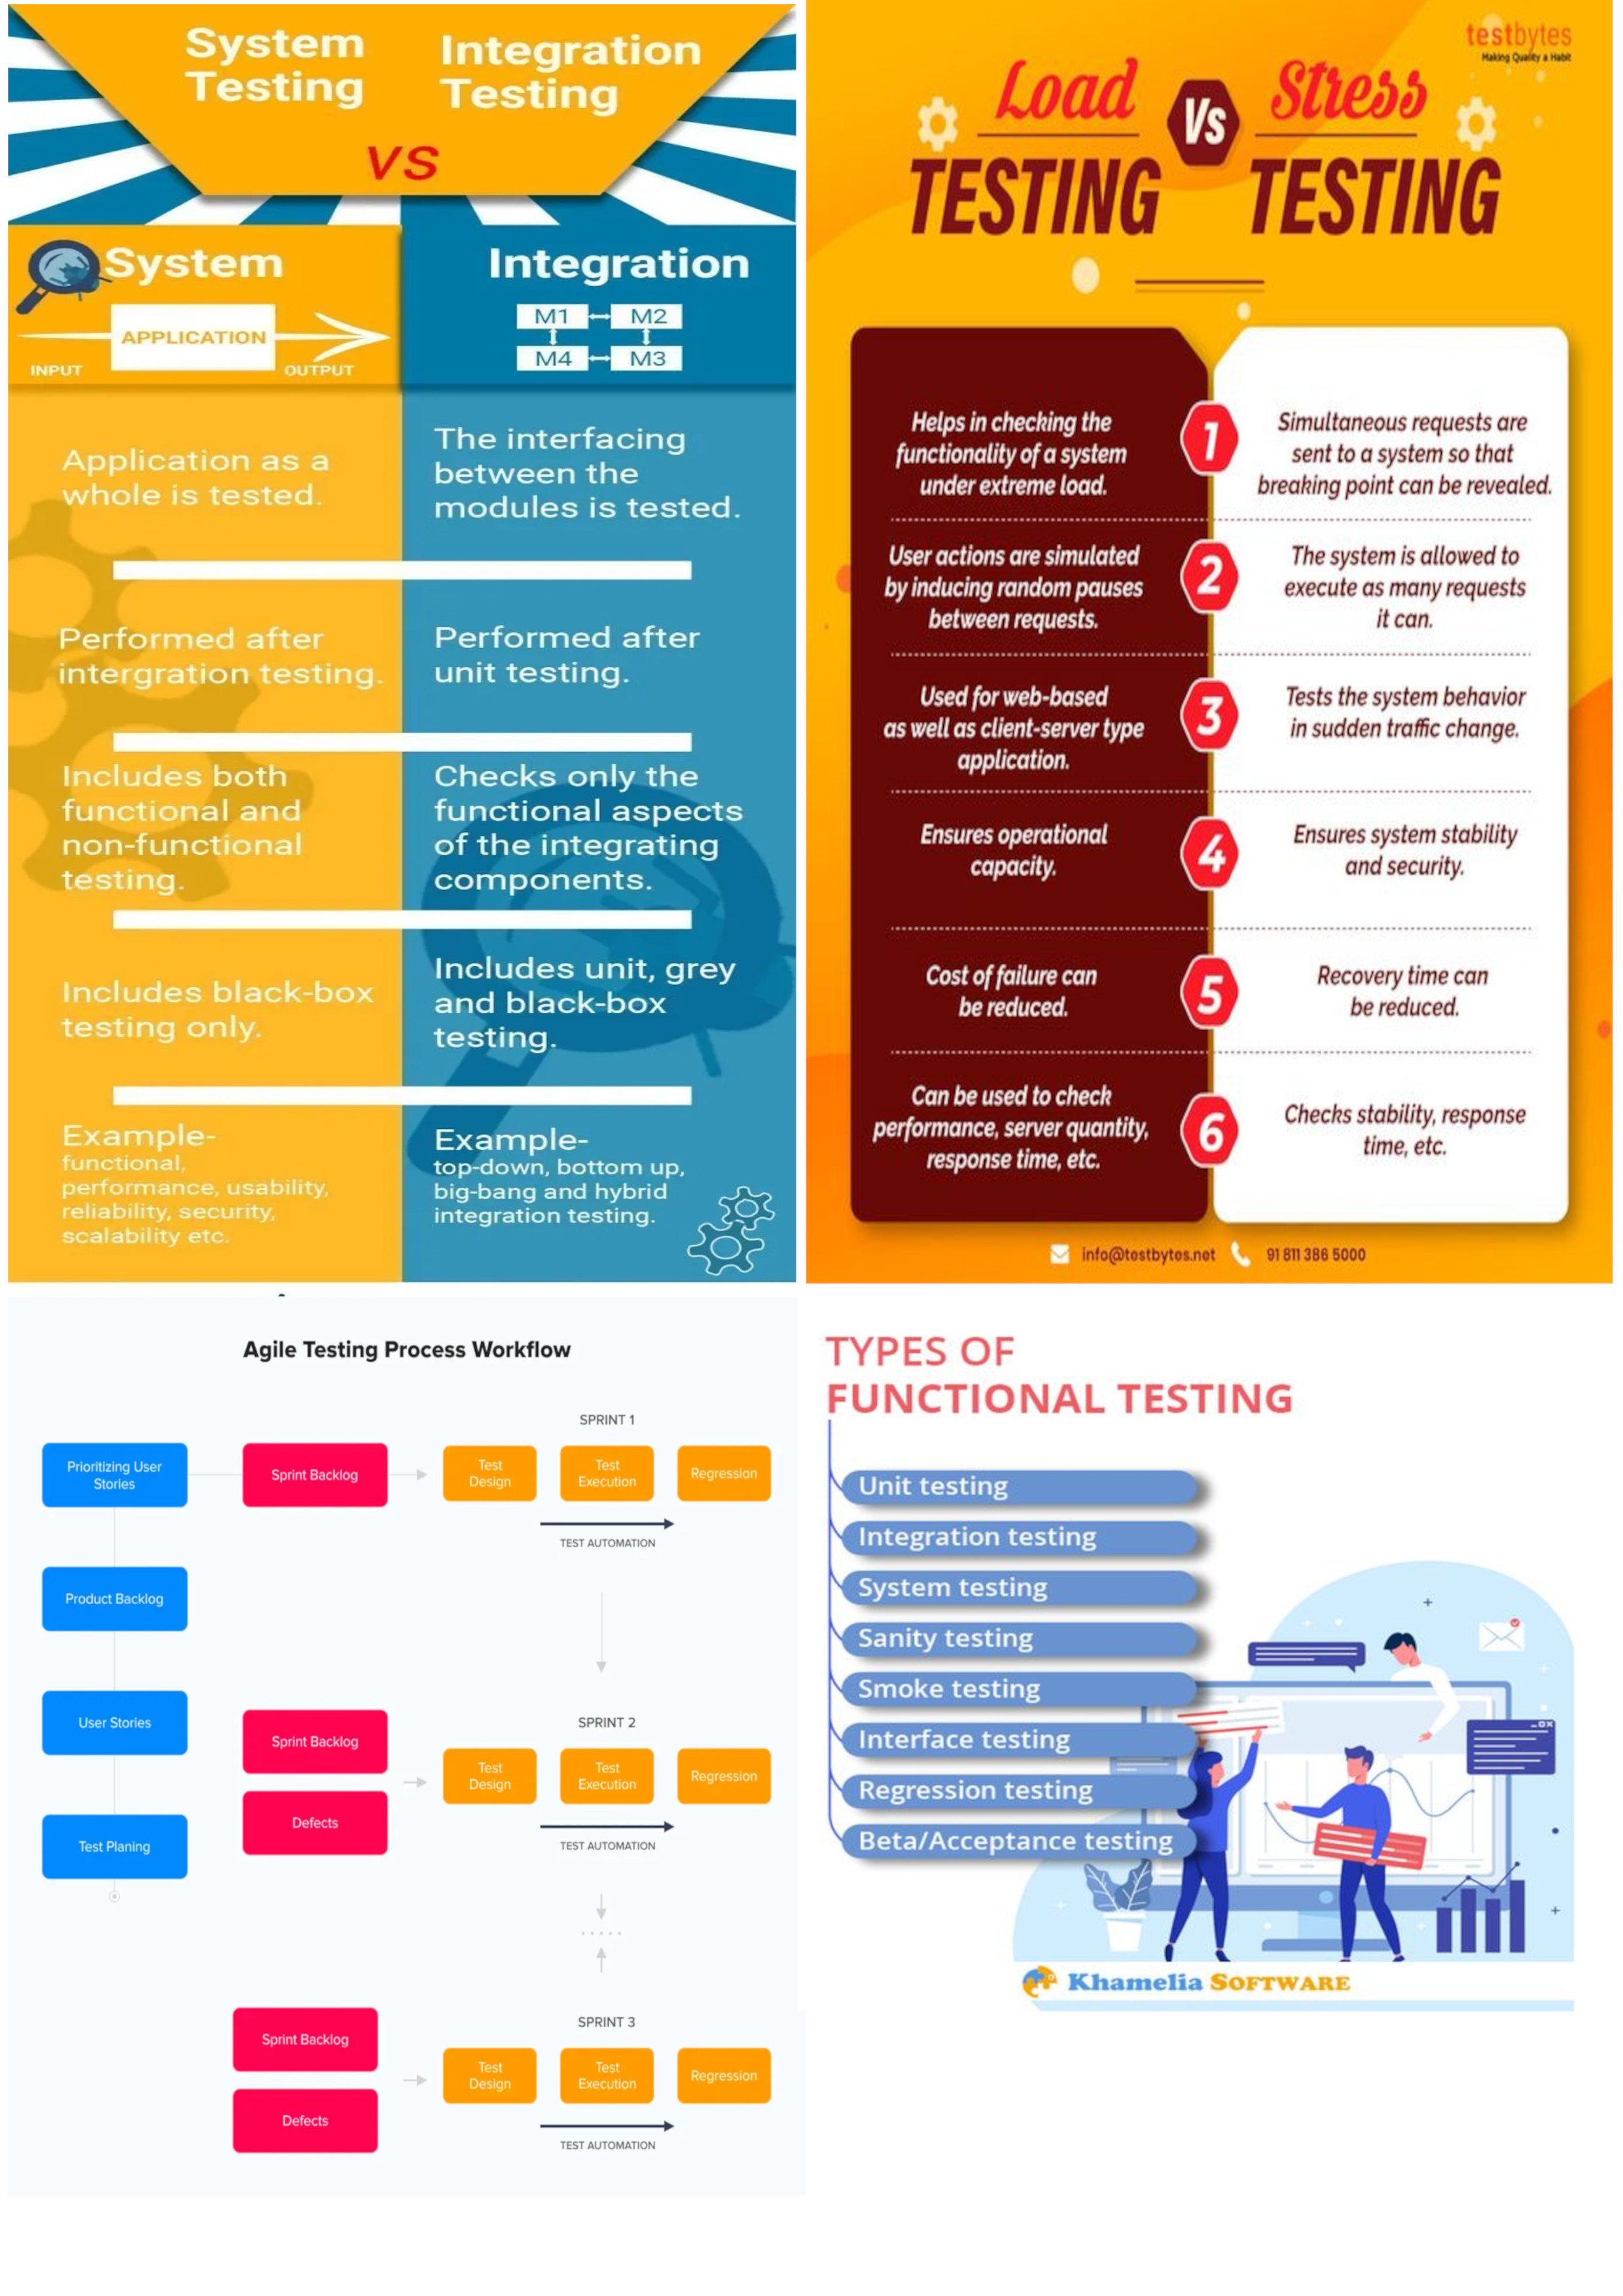 System
Testing
Integration
Testing
VS
System
INPUT
APPLICATION
OUTPUT
Integration
M1
M2
M4
M3
Application as a
whole is tested.
The interfacing
between the
modules is tested.
Performed after
intergration testing.
Performed after
unit testing.
Includes both
functional and
non-functional
testing.
Checks only the
functional aspects
of the integrating
components.
Includes black-box
testing only.
Includes unit, grey
and black-box
testing.
Example-
functional,
performance, usability,
reliability, security,
scalability etc.
Example-
top-down, bottom up,
big-bang and hybrid
integration testing.
testbytes
Making Quality a Habit
Load
TESTING
Vs
Stress
TESTING
Helps in checking the
functionality of a system
under extreme load.
1
Simultaneous requests are
sent to a system so that
breaking point can be revealed.
User actions are simulated
by inducing random pauses
between requests.
2
The system is allowed to
execute as many requests
it can.
Used for web-based
as well as client-server type
application.
3
Tests the system behavior
in sudden traffic change.
Ensures operational
capacity.
4
Ensures system stability
and security.
Cost of failure can
be reduced.
5
Recovery time can
be reduced.
Can be used to check
performance, server quantity,
response time, etc.
6
Checks stability, response
time, etc.
info@testbytes.net
91 811 386 5000
Agile Testing Process Workflow
Prioritizing User
Stories
Product Backlog
User Stories
Test Planing
Sprint Backlog
SPRINT 1
Test
Design
Test
Execution
Regression
TEST AUTOMATION
Sprint Backlog
Defects
SPRINT 2
Test
Design
Test
Execution
Regression
TEST AUTOMATION
Sprint Backlog
Defects
SPRINT 3
Test
Design
Test
Execution
Regression
TEST AUTOMATION
TYPES OF
FUNCTIONAL TESTING
Unit testing
Integration testing
System testing
Sanity testing
Smoke testing
Interface testing
Regression testing
Beta/Acceptance testing
Khamelia SOFTWARE